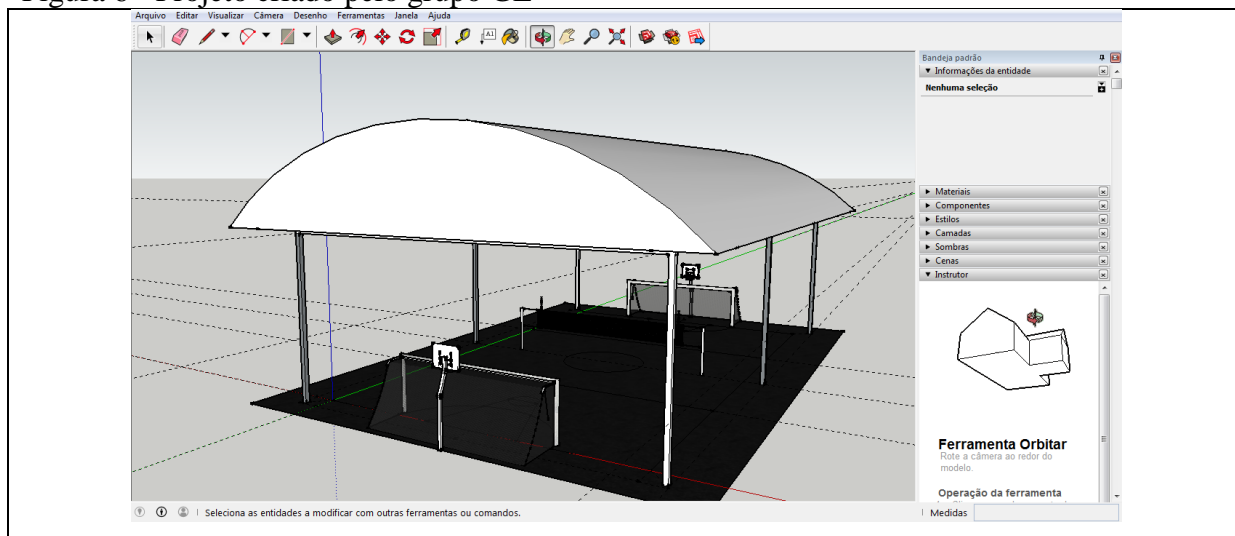 Arquivo Editar Visualizar Câmera Desenho Ferramentas Janela Ajuda
A1
Bandeja padrão
Informações da entidade
Nenhuma seleção
Materiais
Componentes
Estilos
Camadas
Sombras
Cenas
Instrutor
Ferramenta Orbitar
Rote a câmera ao redor do
modelo.
Operação da ferramenta
Seleciona as entidades a modificar com outras ferramentas ou comandos.
Medidas